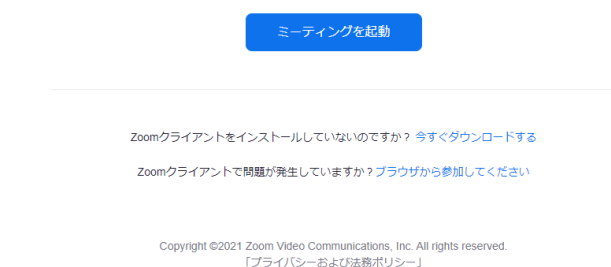 ミーティングを起動
Zoomクライアントをインストールしていないのですか？ 今すぐダウンロードする
Zoomクライアントで問題が発生していますか？ブラウザから参加してください
Copyright ©2021 Zoom Video Communications, Inc. All rights reserved.
「プライバシーおよび法務ポリシー」